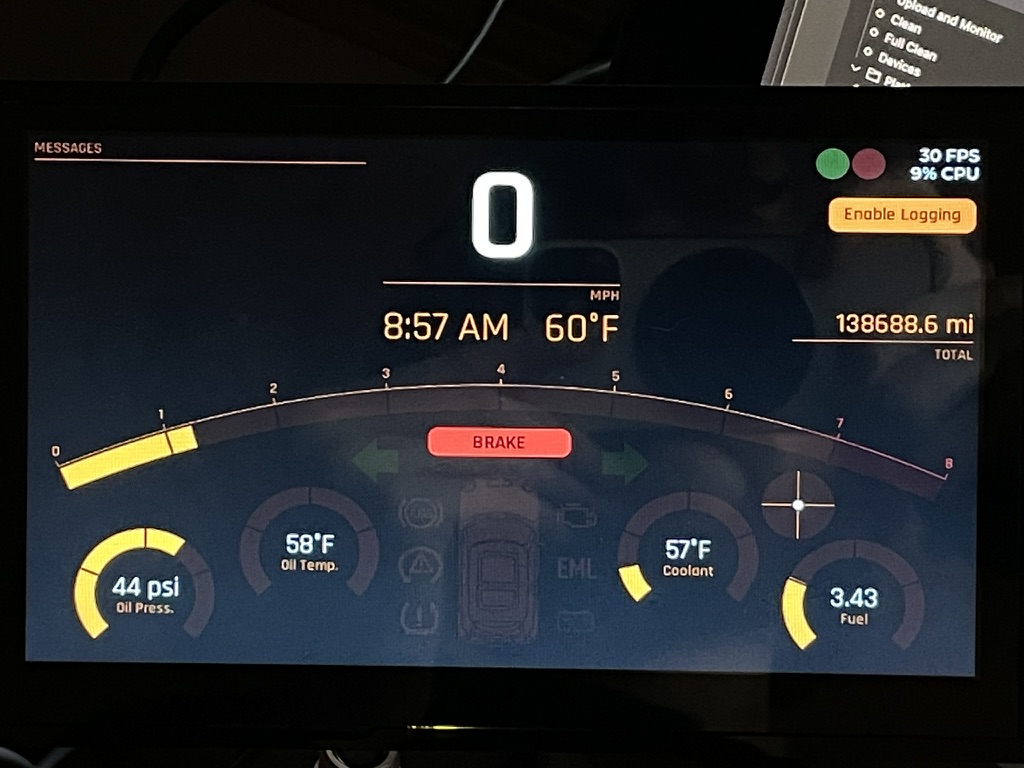 Upload and Monitor
Clean
Full Clean
Devices
MESSAGES
30 FPS
9% CPU
Enable Logging
0
MPH
8:57 AM 60°F
138688.6 mi
TOTAL
0 1 2 3 4 5 6 7 8
BRAKE
44 psi
Oil Press.
58°F
Oil Temp.
EML
57°F
Coolant
3.43
Fuel